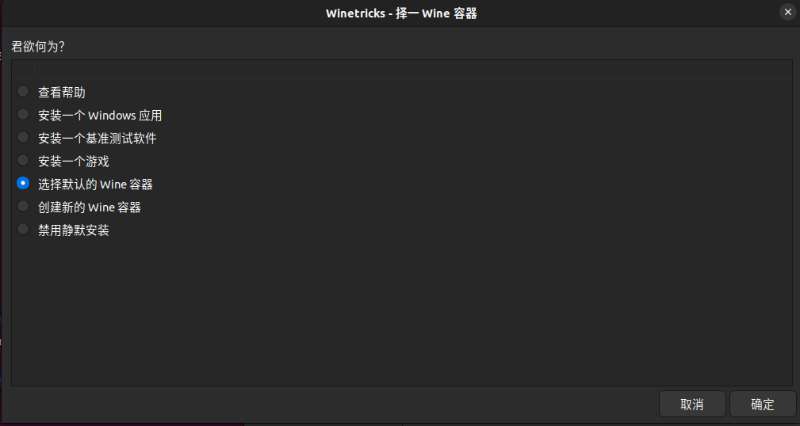 Winetricks - 择一 Wine 容器
君欲何为?
查看帮助
安装一个 Windows 应用
安装一个基准测试软件
安装一个游戏
选择默认的 Wine 容器
创建新的 Wine 容器
禁用静默安装
取消
确定